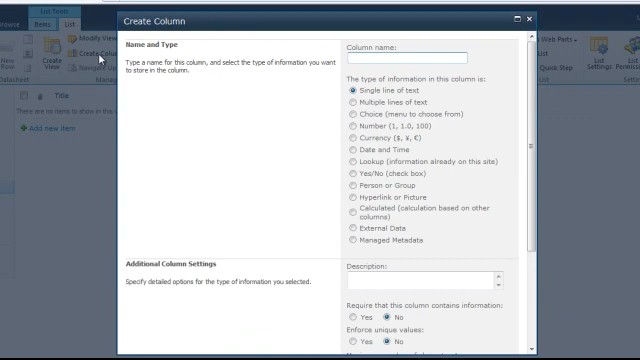 List Tools
Browse Items List
Create Column
Modify View
Create Colu
Navigate Up
Create View
New Row
Datasheet
Manag
Web Parts
List
Quick Step
List Settings
List Permiss
Setti
Title
There are no items to show in this
Add new item
Name and Type
Type a name for this column, and select the type of information you want to store in the column.
Column name:
The type of information in this column is:
Single line of text
Multiple lines of text
Choice (menu to choose from)
Number (1, 1.0, 100)
Currency ($, ¥, €)
Date and Time
Lookup (information already on this site)
Yes/No (check box)
Person or Group
Hyperlink or Picture
Calculated (calculation based on other
columns)
External Data
Managed Metadata
Additional Column Settings
Specify detailed options for the type of information you selected.
Description:
Require that this column contains information:
Yes No
Enforce unique values:
Yes No